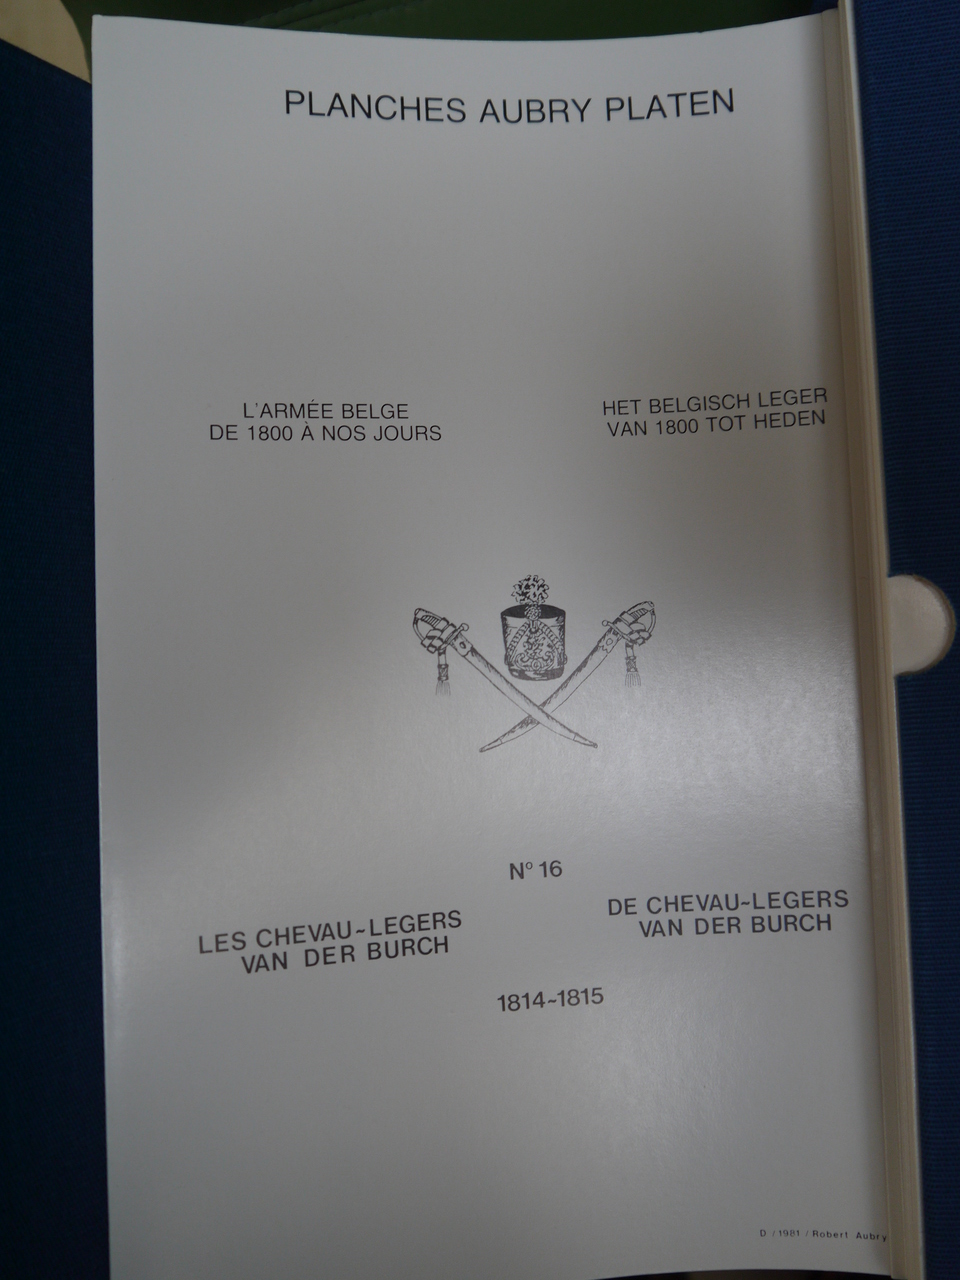 PLANCHES AUBRY PLATEN
L'ARMÉE BELGE
DE 1800 À NOS JOURS
HET BELGISCH LEGER
VAN 1800 TOT HEDEN
Nº 16
LES CHEVAU~LEGERS
VAN DER BURCH
DE CHEVAU~LEGERS
VAN DER BURCH
1814~1815
D / 1981 / Robert Aubry